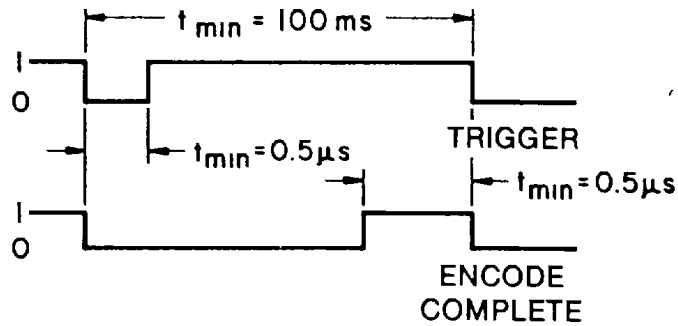 t min = 100 ms
1
0
TRIGGER
t min = 0.5 μs
t min = 0.5 μs
1
0
ENCODE
COMPLETE